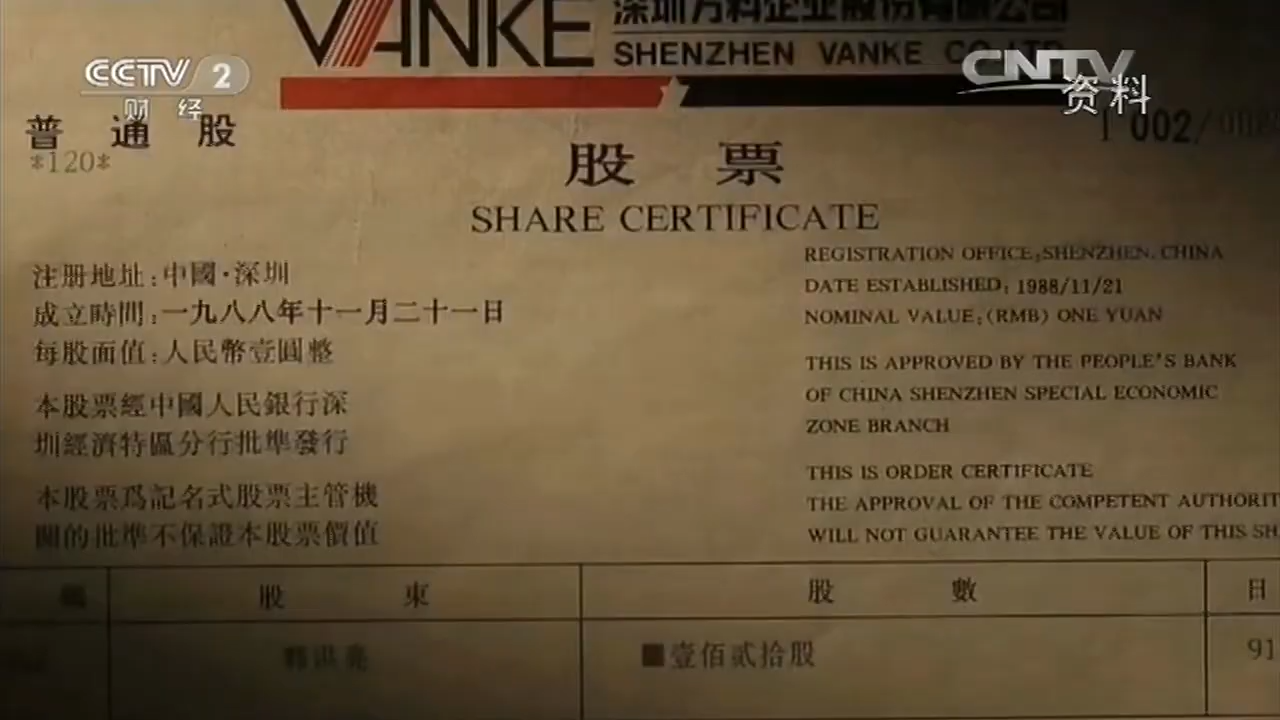 VANKE
深圳万科企业股份有限公司
SHENZHEN VANKE CO LTD
CCTV 2
财经
CNTV
资料
普通股
*120*
002/
股票
SHARE CERTIFICATE
注册地址:中國·深圳
成立時間:一九八八年十一月二十一日
每股面值:人民幣壹圓整
本股票經中國人民銀行深
圳經濟特區分行批準發行
本股票爲記名式股票主管機
關的批準不保證本股票價值
REGISTRATION OFFICE:SHENZHEN. CHINA
DATE ESTABLISHED: 1988/11/21
NOMINAL VALUE:(RMB) ONE YUAN
THIS IS APPROVED BY THE PEOPLE'S BANK
OF CHINA SHENZHEN SPECIAL ECONOMIC
ZONE BRANCH
THIS IS ORDER CERTIFICATE
THE APPROVAL OF THE COMPETENT AUTHORIT
WILL NOT GUARANTEE THE VALUE OF THIS SH
股東 股數 日
■壹佰貳拾股 91